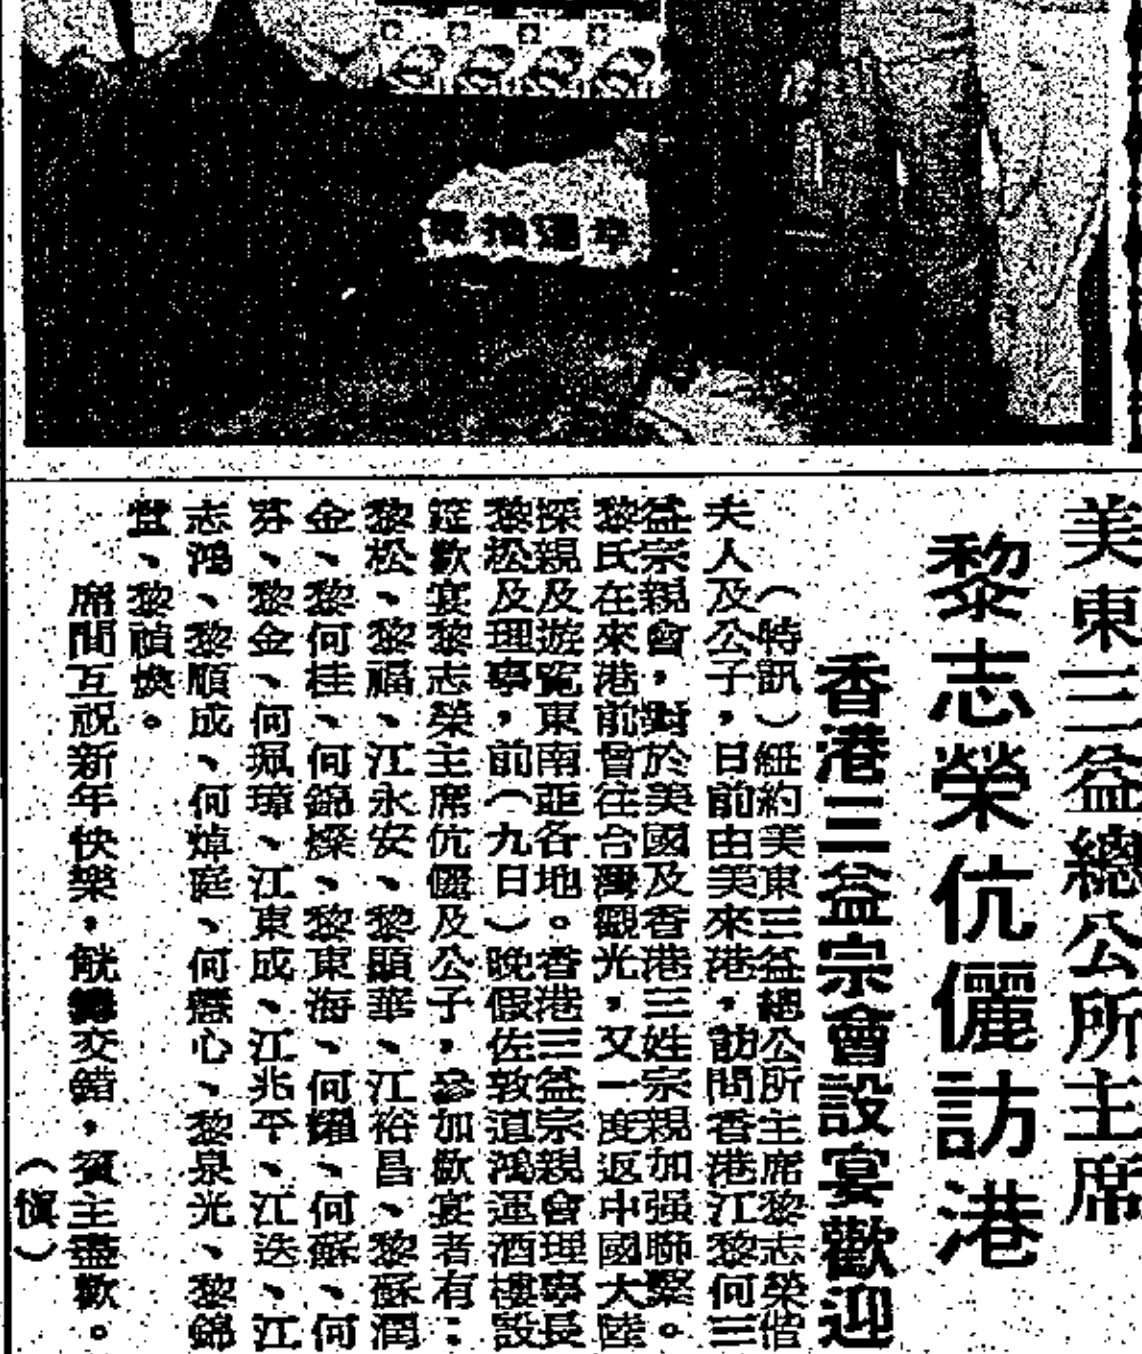 美東三益總公所主席
黎志榮伉儷訪港
香港三益宗會設宴歡迎
（特訊）紐約美東三益總公所主席黎志榮偕
夫人及公子，日前由美來港，訪問香港江黎何三
益宗親會，對於美國及香港三姓宗親加强聯繫。
黎氏在來港前會往台灣觀光，又一度返中國大陸
探親及遊覽東南亞各地。香港三益宗親會理事長
黎松及理事，前（九日）晚假佐敦道鴻運酒樓設
筵歡宴黎志榮主席伉儷及公子，參加歡宴者有：
黎松、黎福、江永安、黎顯華、江裕昌、黎蘇潤
金、黎何桂、何錦燦、黎東海、何耀、何蘇、何
芬、黎金、何珮璋、江東成、江兆平、江迭、江
志鴻、黎順成、何焯庭、何心、黎泉光、黎錦
登、黎禎煥。
席間互祝新年快樂，觥籌交錯，賓主盡歡。
（慎）